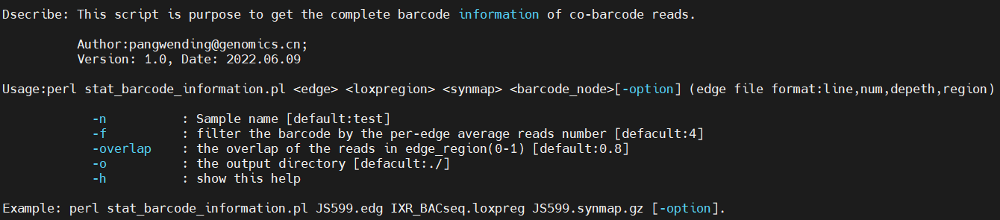 Dsecribe: This script is purpose to get the complete barcode information of co-barcode reads.
Author:pangwending@genomics.cn;
Version: 1.0, Date: 2022.06.09
Usage:perl stat_barcode_information.pl <edge> <loxpregion> <synmap> <barcode_node>[-option] (edge file format:line,num,depeth,region)
-n : Sample name [default:test]
-f : filter the barcode by the per-edge average reads number [defacult:4]
-overlap : the overlap of the reads in edge_region(0-1) [default:0.8]
-o : the output directory [defacult:./]
-h : show this help
Example: perl stat_barcode_information.pl JS599.edg IXR_BACseq.loxpreg JS599.synmap.gz [-option].